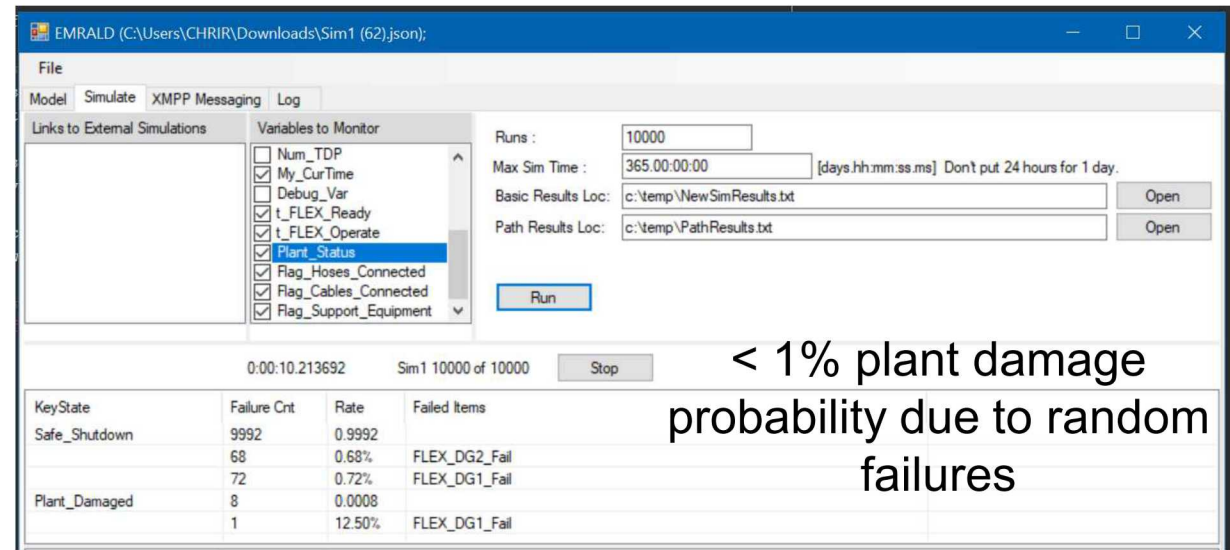 EMRALD (C:\Users\CHRIR\Downloads\Sim1 (62).json);
File
Model Simulate XMPP Messaging Log
Links to External Simulations
Variables to Monitor
Num_TDP
My_CurTime
Debug_Var
t_FLEX_Ready
t_FLEX_Operate
Plant_Status
Flag_Hoses_Connected
Flag_Cables_Connected
Flag_Support_Equipment
Runs : 10000
Max Sim Time : 365.00:00:00 [days.hh:mm:ss.ms] Don't put 24 hours for 1 day.
Basic Results Loc: c:\temp\NewSimResults.txt Open
Path Results Loc: c:\temp\PathResults.txt Open
Run
0:00:10.213692 Sim1 10000 of 10000 Stop
< 1% plant damage
probability due to random
failures
KeyState Failure Cnt Rate Failed Items
Safe_Shutdown 9992 0.9992
68 0.68% FLEX_DG2_Fail
72 0.72% FLEX_DG1_Fail
Plant_Damaged 8 0.0008
1 12.50% FLEX_DG1_Fail